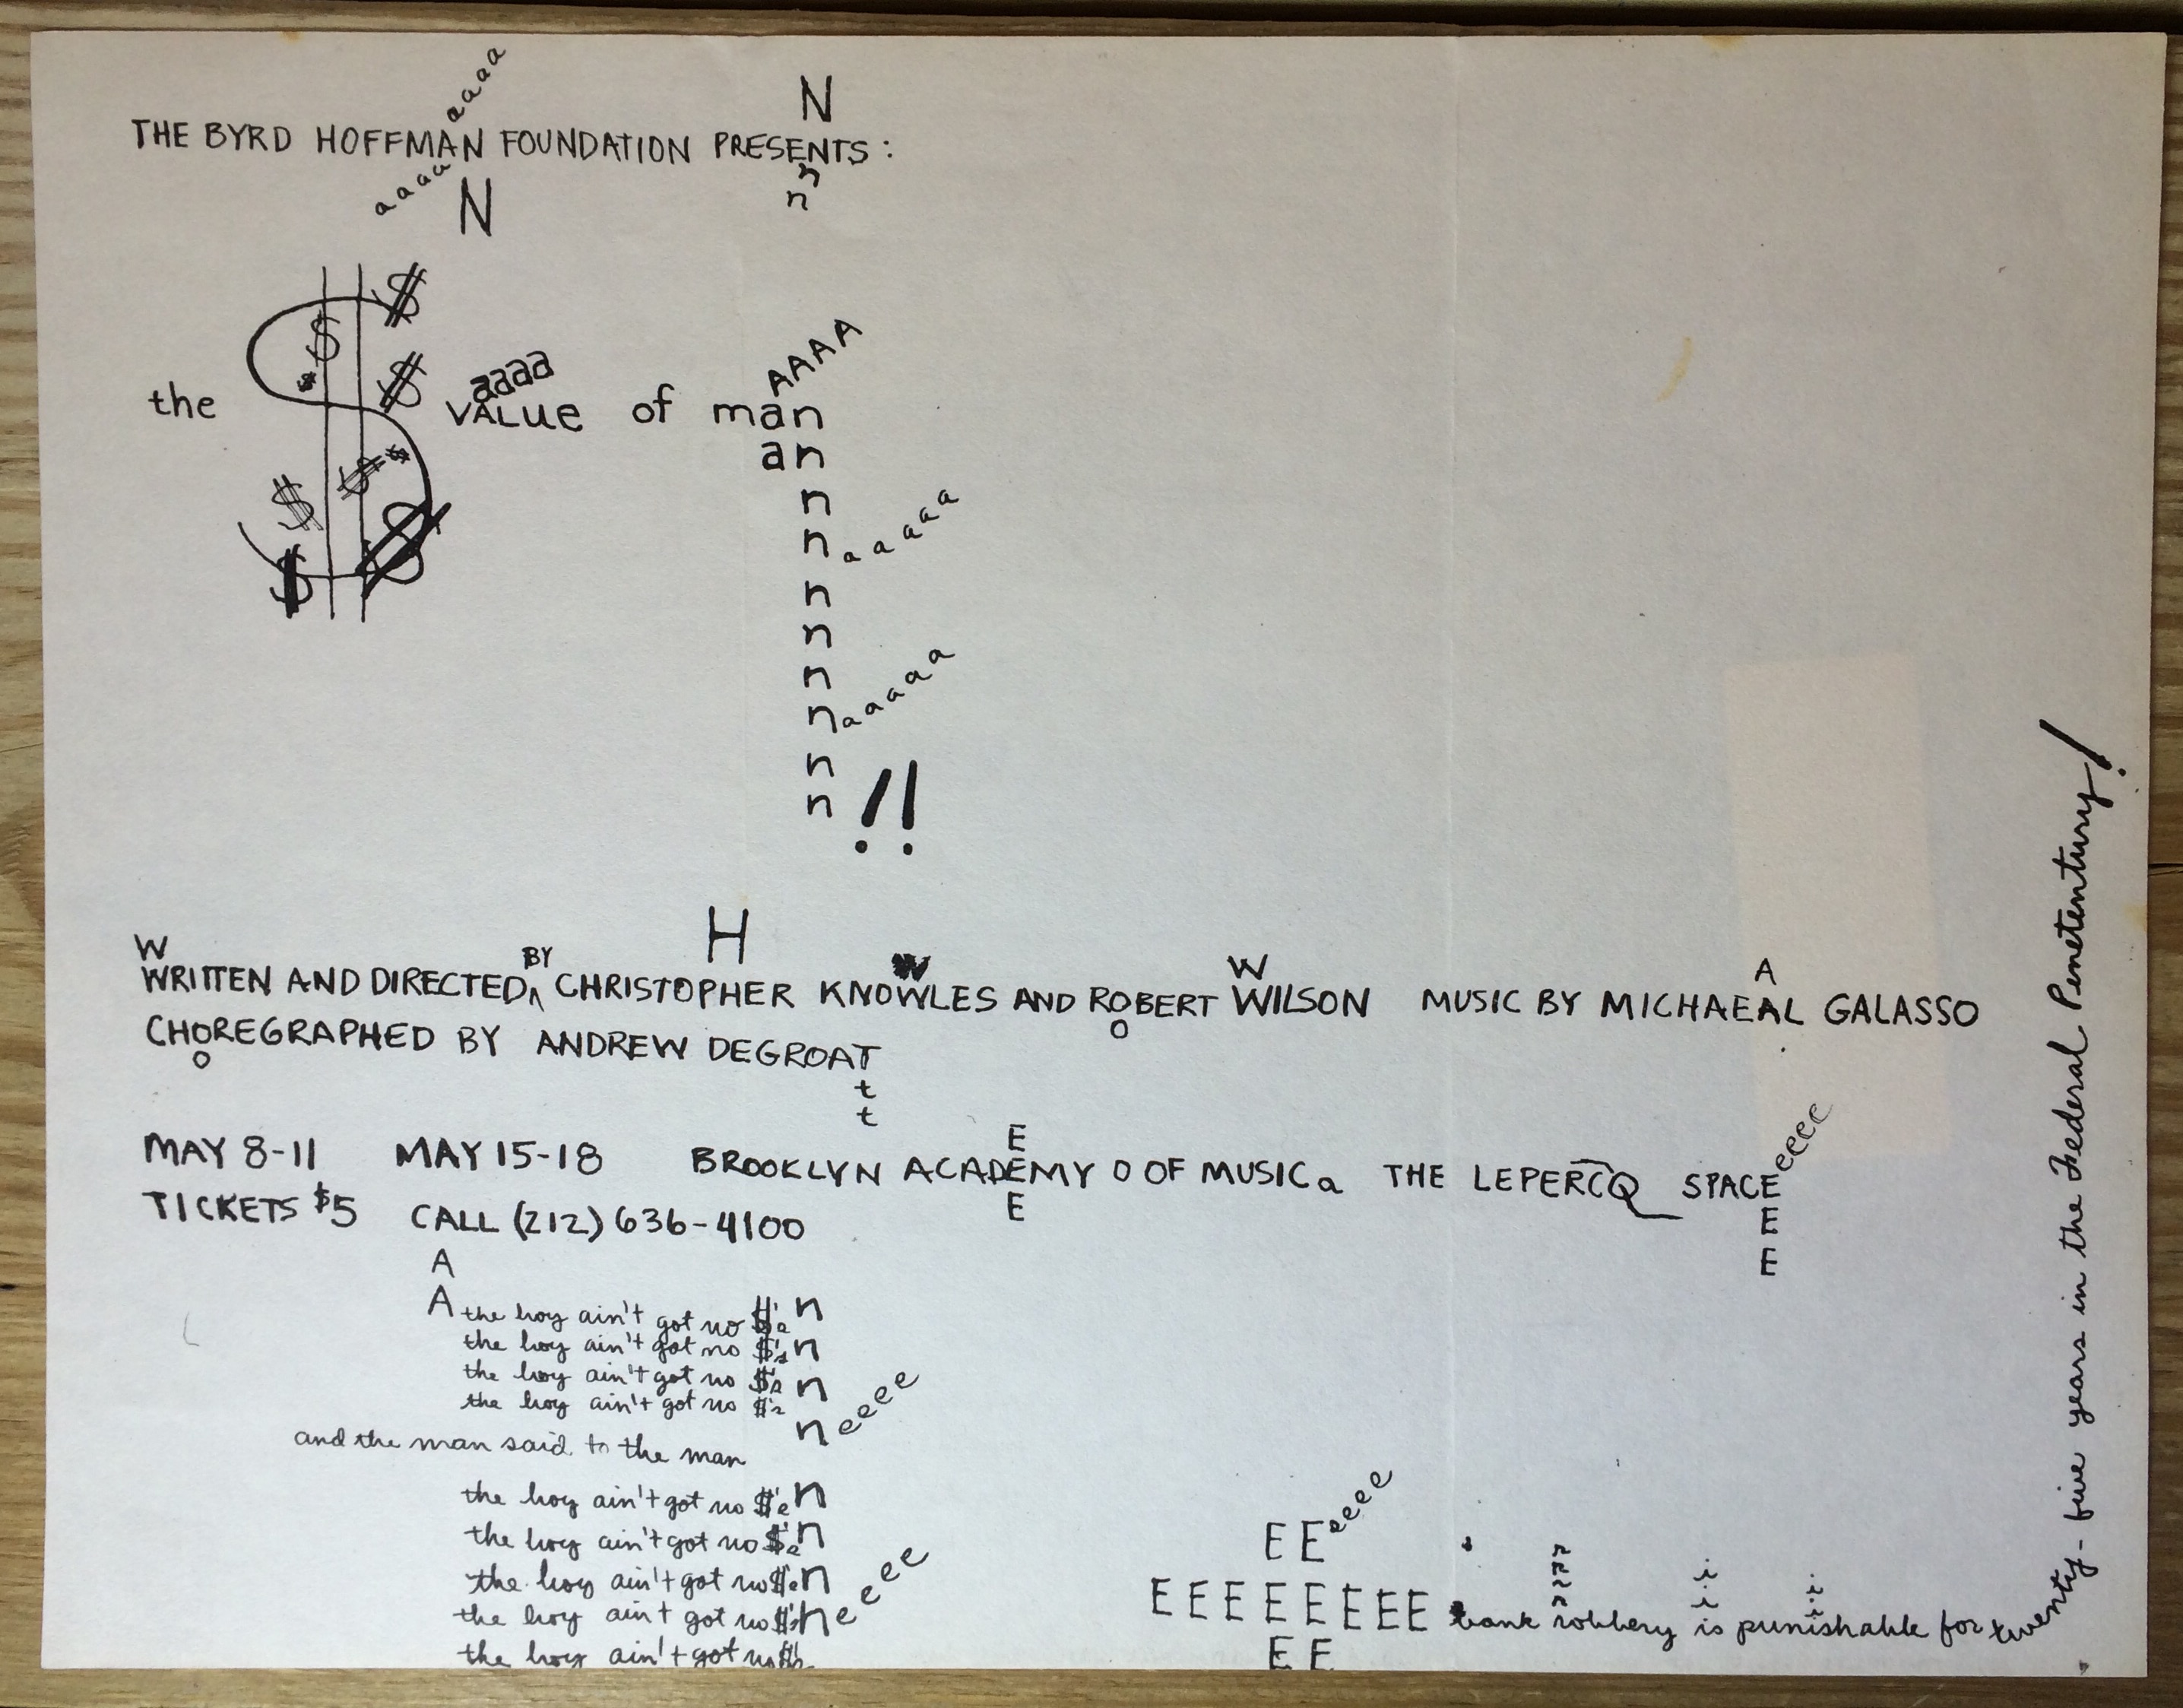 aaaa
N
THE BYRD HOFFMAN FOUNDATION PRESENTS:
aaaa
N
n
n
$
$ $
$ $
the $ VALUE of man
aaaa
AAAA
an
$ $
$
n
n aaaaa
$ $
n
n
n
n aaaaa
n
n !!
W
BY
H
W
W
A
WRITTEN AND DIRECTED, CHRISTOPHER KNOWLES AND ROBERT WILSON MUSIC BY MICHAEAL GALASSO
O
CHOREGRAPHED BY ANDREW DEGROAT
O
t
t
E
eeee
MAY 8-11 MAY 15-18 BROOKLYN ACADEMY O OF MUSICa THE LEPERCQ SPACE
E
E
E
TICKETS $5 CALL (212) 636-4100
A
A the boy ain't got no $'s n
the boy ain't got no $'s n
the boy ain't got no $'s n
the boy ain't got no $'s
n eeee
and the man said to the man
the boy ain't got no $'s n
the boy ain't got no $'s n
the boy ain't got no $'s n
the boy ain't got no $'s n eeee
the boy ain't got no $'s
E E eeee
E E E E E E E E bank robbery is punishable for twenty-five years in the Federal Penetentury!
r
r
r
r
i
i
i
i
E E